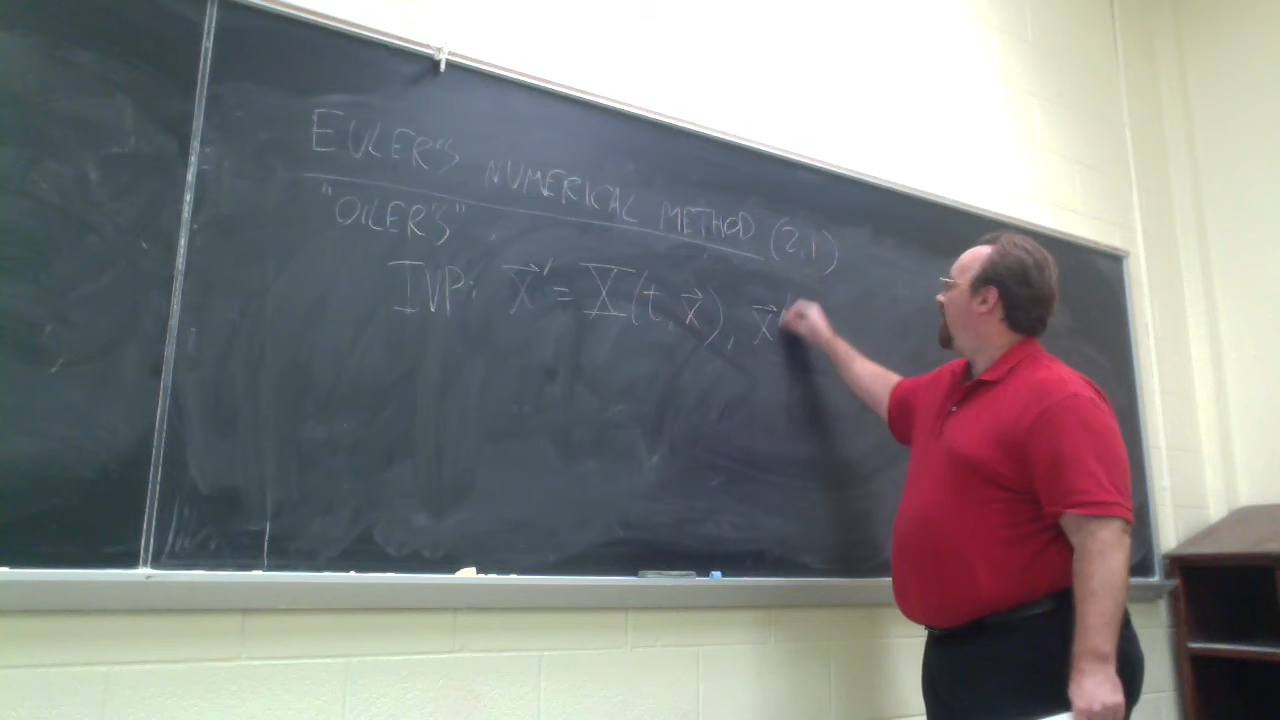 EULER'S NUMERICAL METHOD (2,1)
"OILER'S"
IVP: x⃗' = X(t, x⃗), x⃗